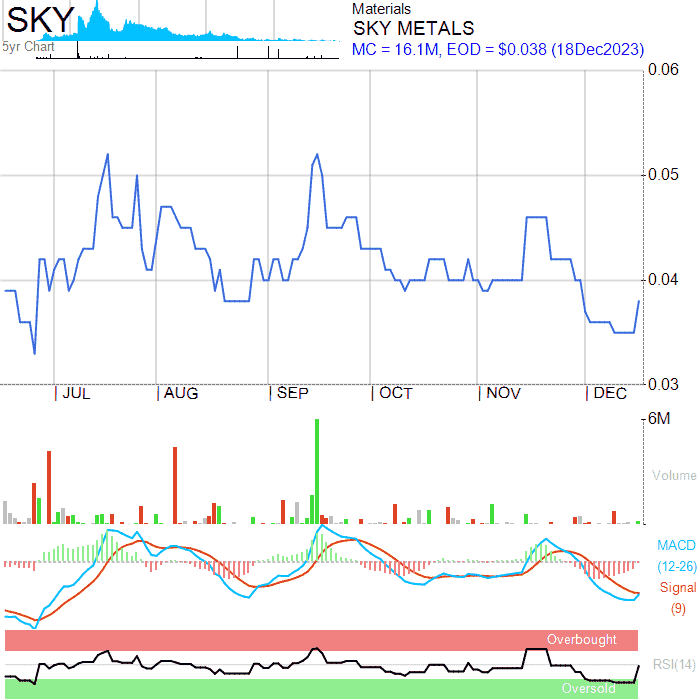 SKY
5yr Chart
Materials
SKY METALS
MC = 16.1M, EOD = $0.038 (18Dec2023)
0.06
0.05
0.04
0.03
JUL AUG SEP OCT NOV DEC
6M
Volume
MACD
(12-26)
Signal
(9)
Overbought
RSI(14)
Oversold